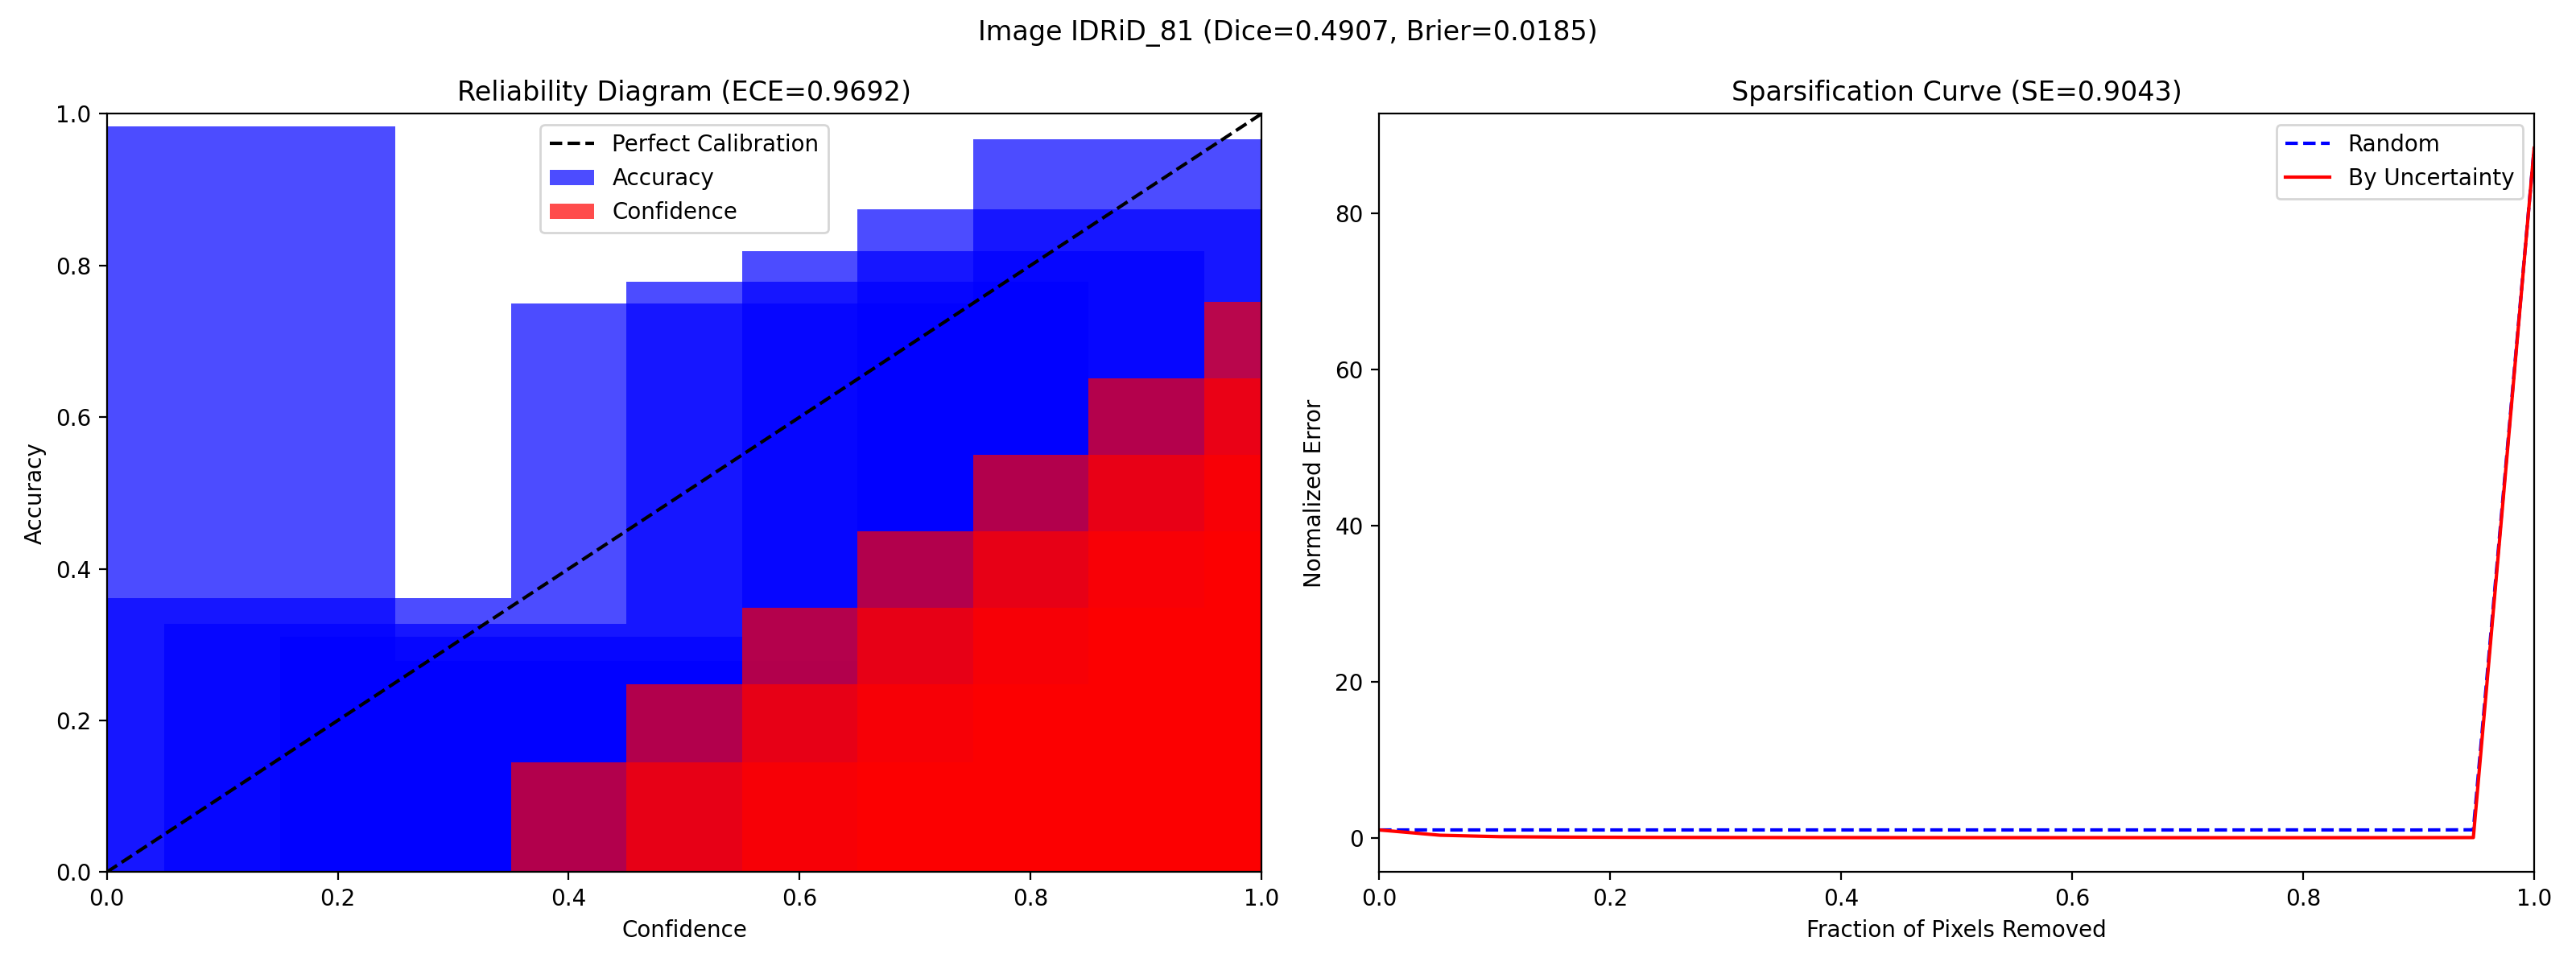 Image IDRiD_81 (Dice=0.4907, Brier=0.0185)
Reliability Diagram (ECE=0.9692)
Perfect Calibration
Accuracy
Confidence
1.0
0.8
0.6
0.4
0.2
0.0
Accuracy
0.0 0.2 0.4 0.6 0.8 1.0
Confidence
Sparsification Curve (SE=0.9043)
Random
By Uncertainty
80
60
40
20
0
Normalized Error
0.0 0.2 0.4 0.6 0.8 1.0
Fraction of Pixels Removed